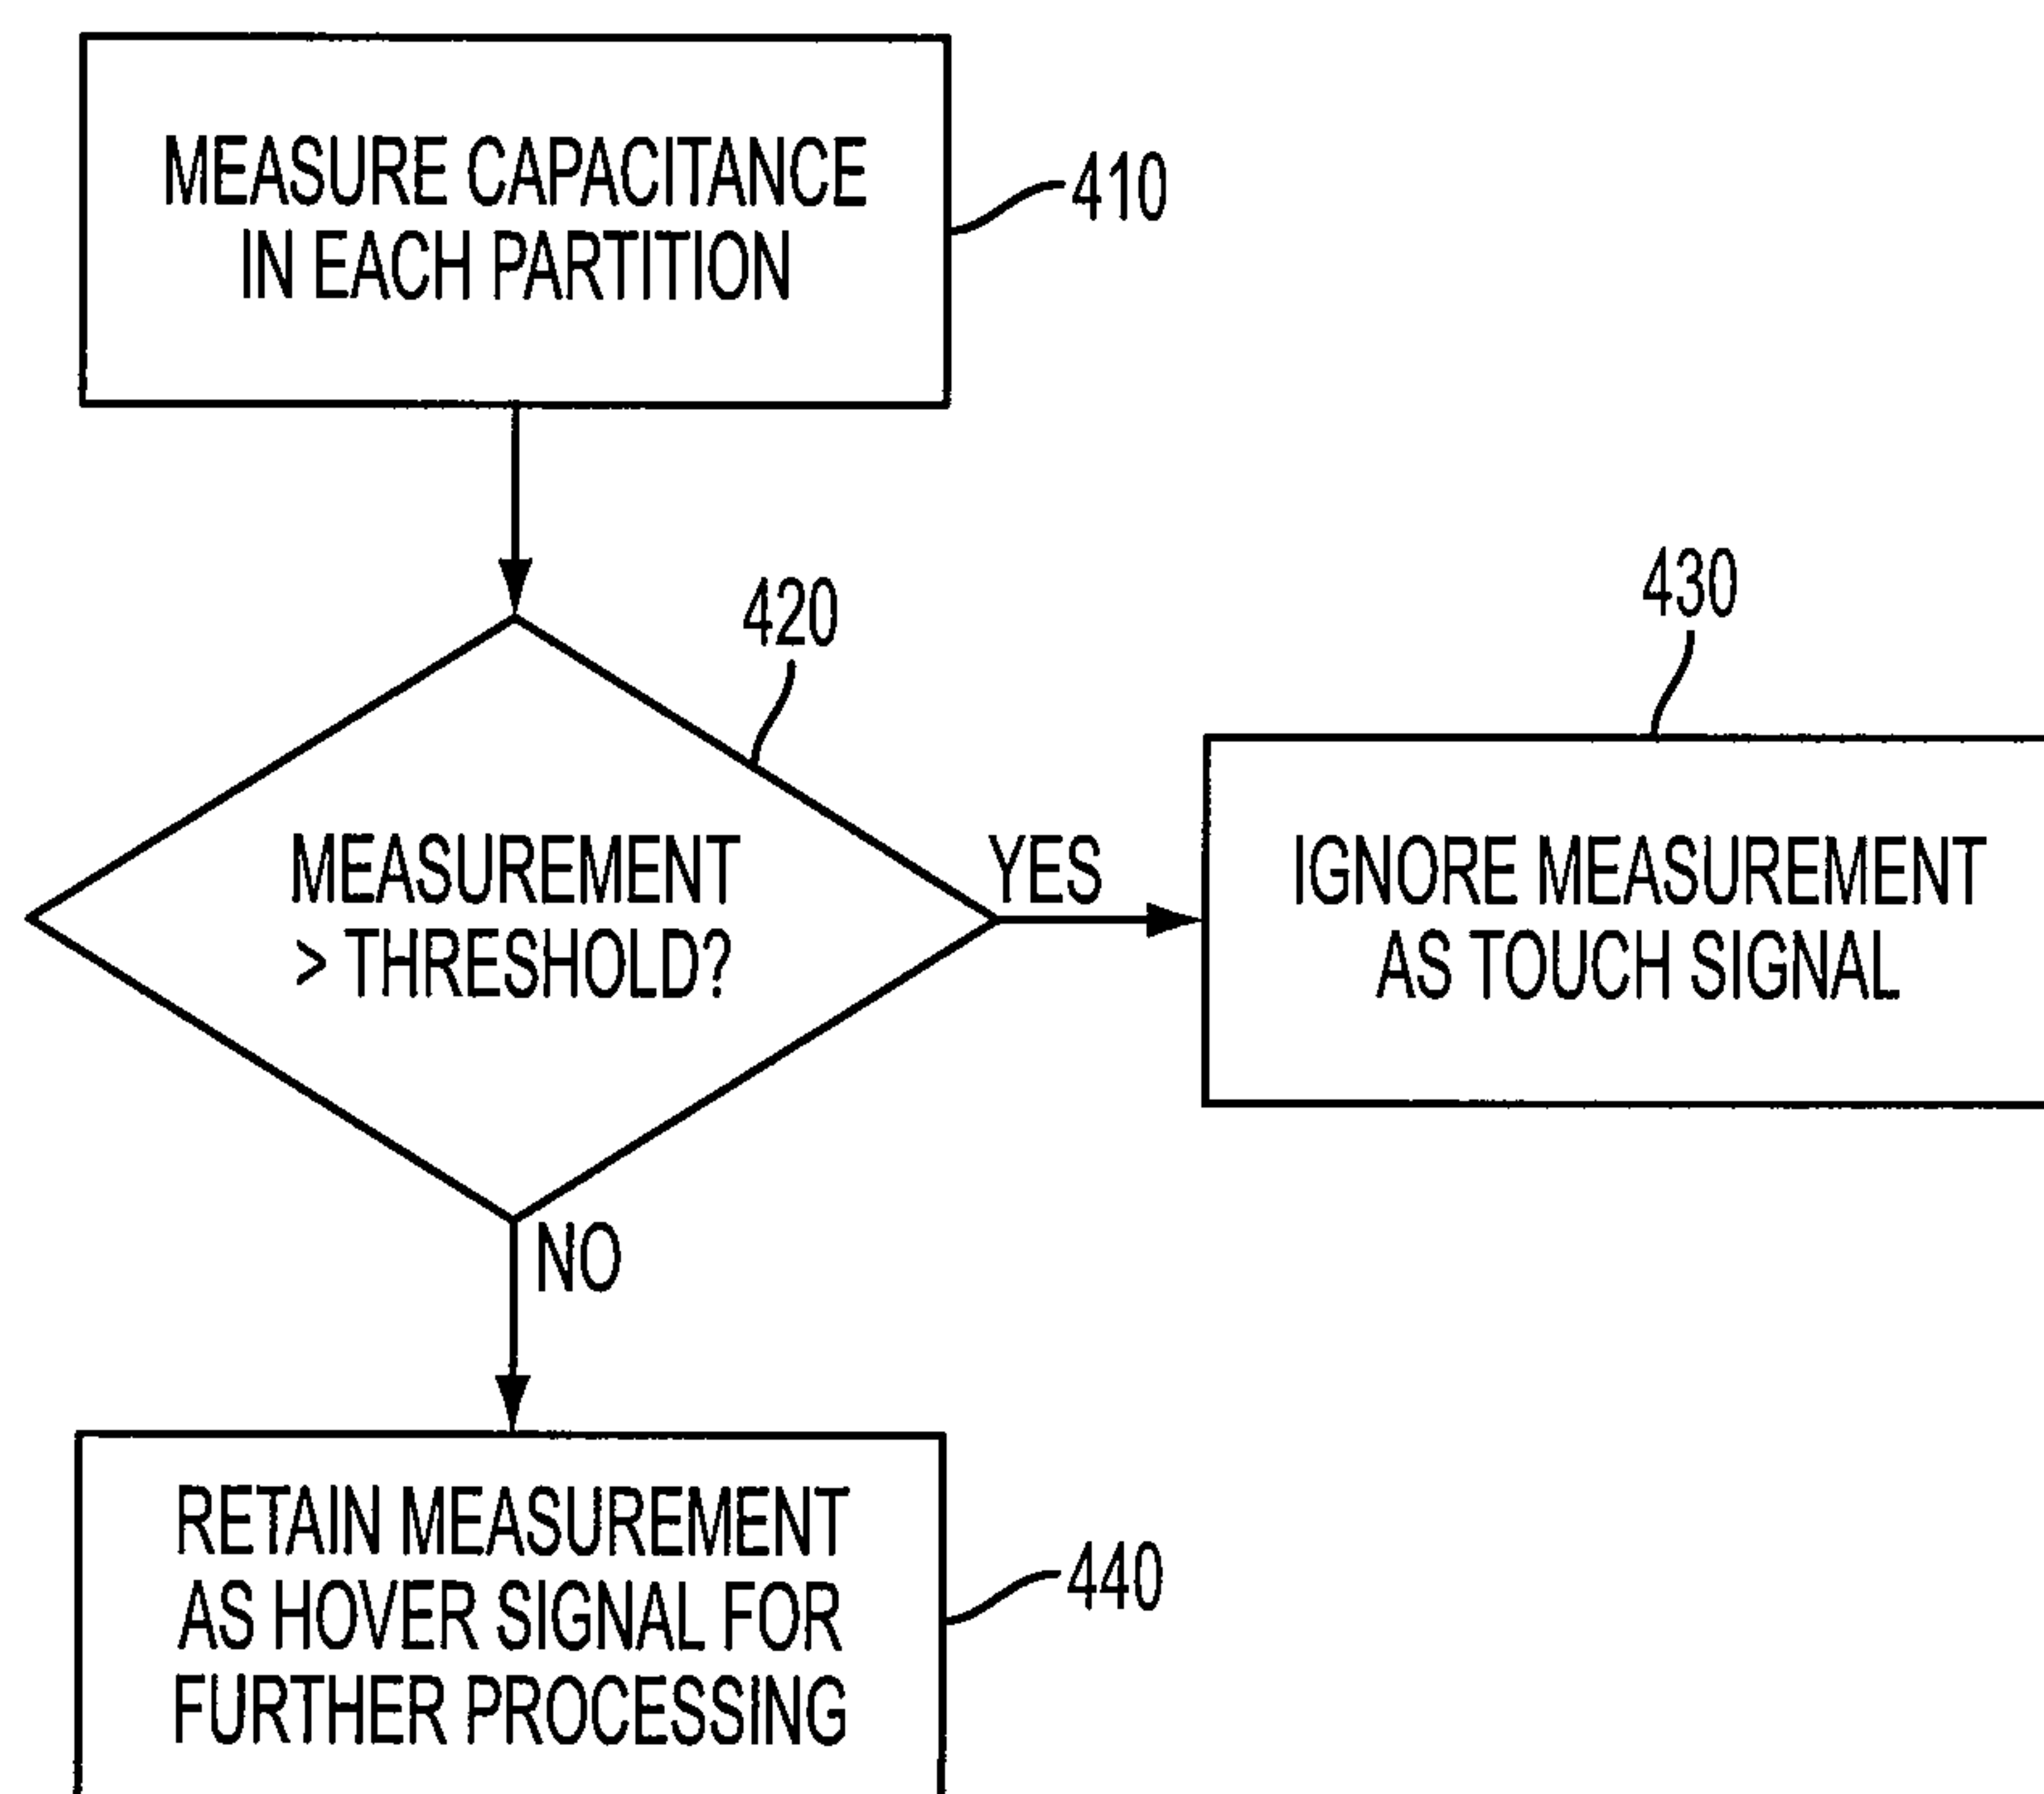 MEASURE CAPACITANCE
IN EACH PARTITION
410
420
430
MEASUREMENT
> THRESHOLD?
YES
IGNORE MEASUREMENT
AS TOUCH SIGNAL
NO
RETAIN MEASUREMENT
AS HOVER SIGNAL FOR
FURTHER PROCESSING
440